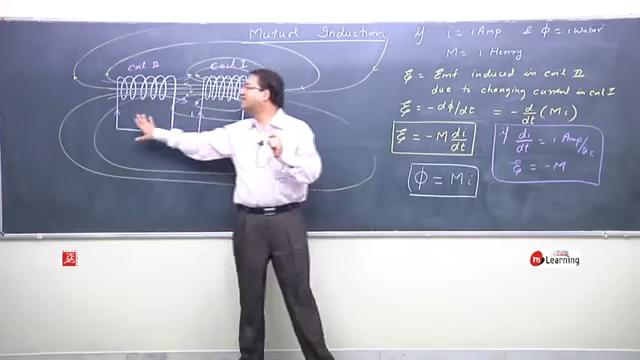 Mutual Induction
Coil II
Coil I
if i = 1 Amp & Φ = 1 Weber
M = 1 Henry
ξ = Emf induced in coil II
due to changing current in coil I
ξ = -dΦ/dt = - d/dt (Mi)
ξ = -M di/dt
if di/dt = 1 Amp/sec
ξ = -M
Φ = Mi
m Learning